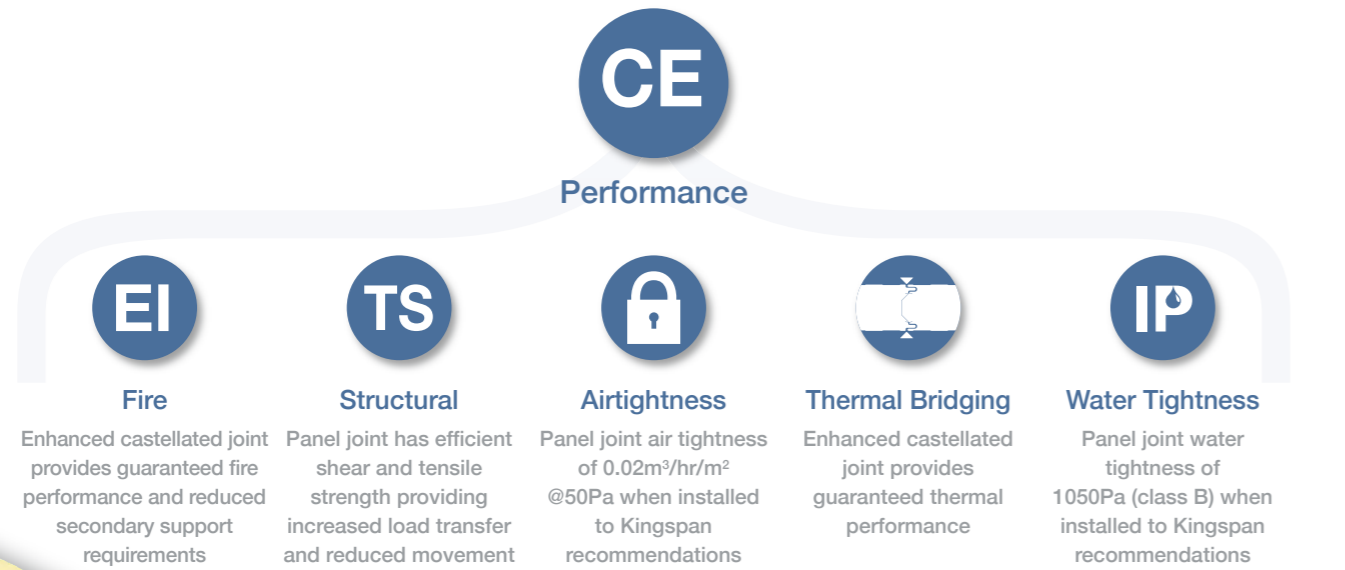 CE
Performance
EI
Fire
Enhanced castellated joint
provides guaranteed fire
performance and reduced
secondary support
requirements
TS
Structural
Panel joint has efficient
shear and tensile
strength providing
increased load transfer
and reduced movement
Airtightness
Panel joint air tightness
of 0.02m³/hr/m²
@50Pa when installed
to Kingspan
recommendations
Thermal Bridging
Enhanced castellated
joint provides
guaranteed thermal
performance
IP
Water Tightness
Panel joint water
tightness of
1050Pa (class B) when
installed to Kingspan
recommendations